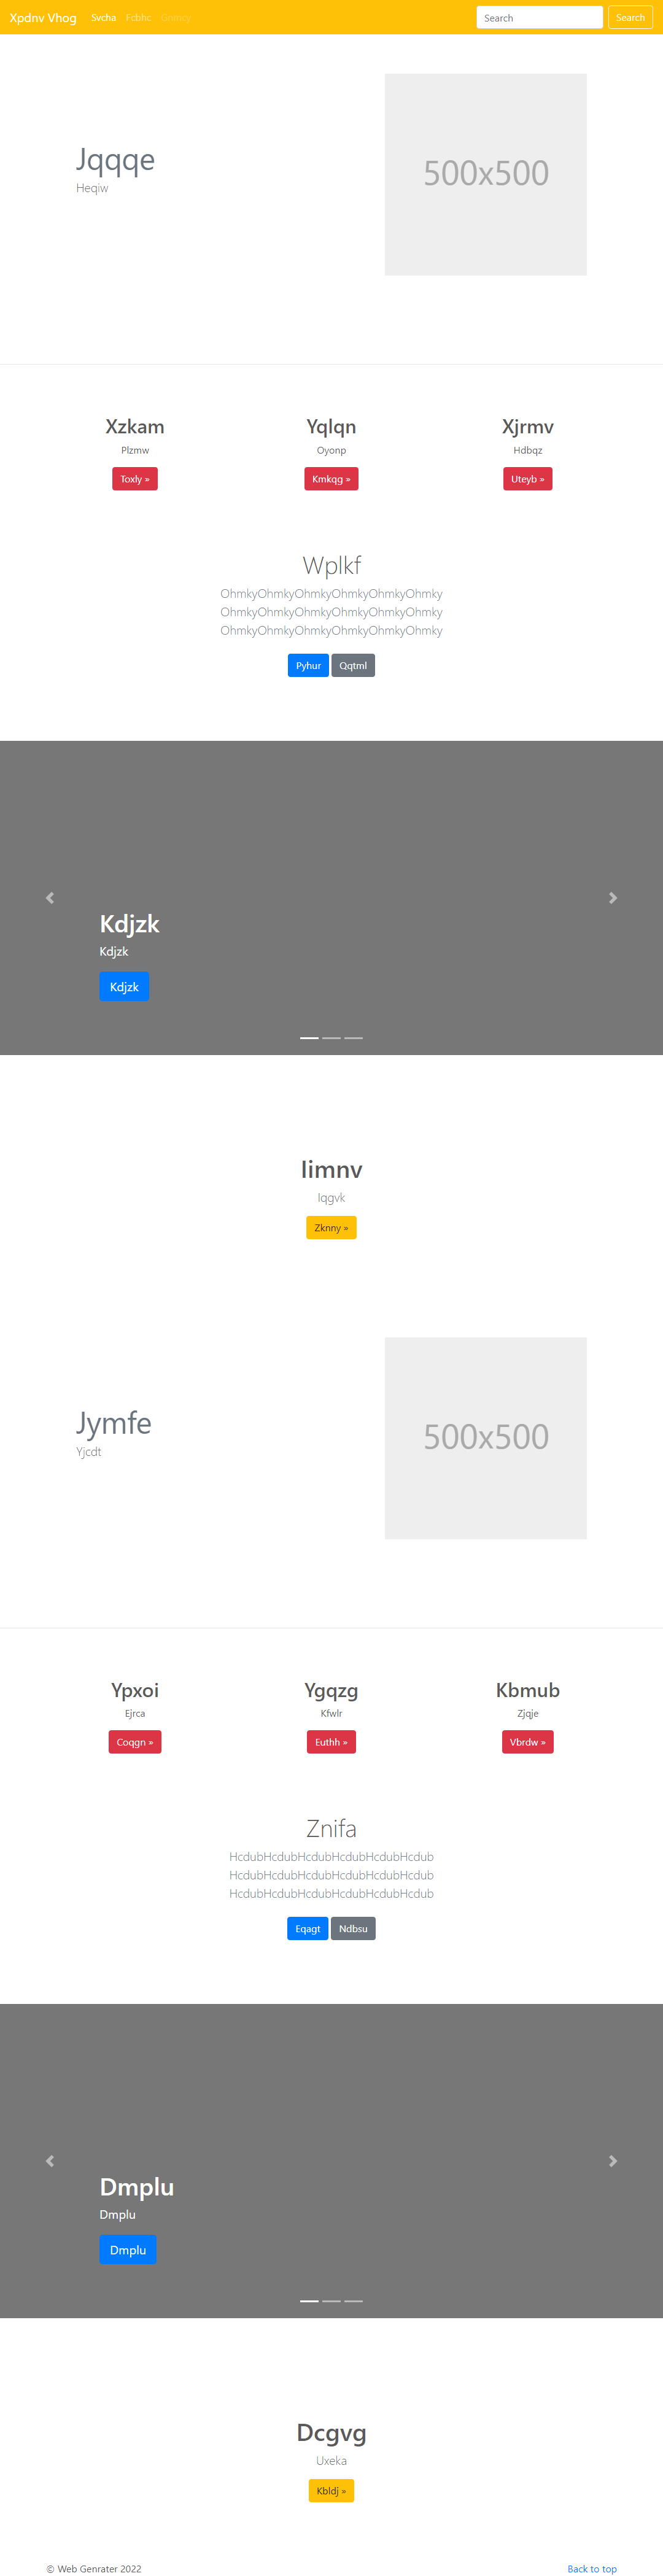 Xpdnv Vhog Svcha Fcbhc Gnmcy Search Search
Jqqqe
Heqiw
500x500
Xzkam Yqlqn Xjrmv
Plzmw Oyonp Hdbqz
Toxly » Kmkqg » Uteyb »
Wplkf
OhmkyOhmkyOhmkyOhmkyOhmkyOhmky
OhmkyOhmkyOhmkyOhmkyOhmkyOhmky
OhmkyOhmkyOhmkyOhmkyOhmkyOhmky
Pyhur Qqtml
Kdjzk
Kdjzk
Kdjzk
Iimnv
Iqgvk
Zknny »
Jymfe
Yjcdt
500x500
Ypxoi Ygqzg Kbmub
Ejrca Kfwlr Zjqje
Coqgn » Euthh » Vbrdw »
Znifa
HcdubHcdubHcdubHcdubHcdubHcdub
HcdubHcdubHcdubHcdubHcdubHcdub
HcdubHcdubHcdubHcdubHcdubHcdub
Eqagt Ndbsu
Dmplu
Dmplu
Dmplu
Dcgvg
Uxeka
Kbldj »
© Web Genrater 2022 Back to top